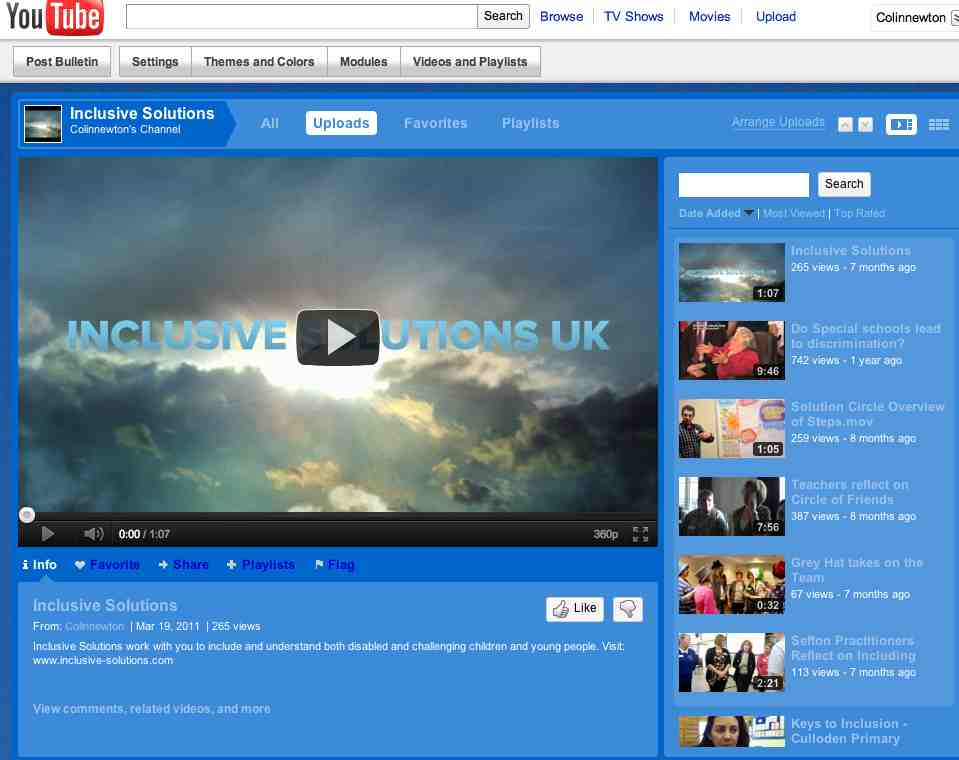 YouTube
Search
Browse
TV Shows
Movies
Upload
Colinnewton
Post Bulletin
Settings
Themes and Colors
Modules
Videos and Playlists
Inclusive Solutions
Colinnewton's Channel
All
Uploads
Favorites
Playlists
Arrange Uploads
INCLUSIVE SOLUTIONS UK
0:00 / 1:07
360p
Info
Favorite
Share
Playlists
Flag
Inclusive Solutions
From: Colinnewton | Mar 19, 2011 | 265 views
Like
Inclusive Solutions work with you to include and understand both disabled and challenging children and young people. Visit:
www.inclusive-solutions.com
View comments, related videos, and more
Search
Date Added | Most Viewed | Top Rated
1:07
Inclusive Solutions
265 views - 7 months ago
9:46
Do Special schools lead
to discrimination?
742 views - 1 year ago
1:05
Solution Circle Overview
of Steps.mov
259 views - 8 months ago
7:56
Teachers reflect on
Circle of Friends
387 views - 8 months ago
0:32
Grey Hat takes on the
Team
67 views - 7 months ago
2:21
Sefton Practitioners
Reflect on Including
113 views - 7 months ago
Keys to Inclusion -
Culloden Primary